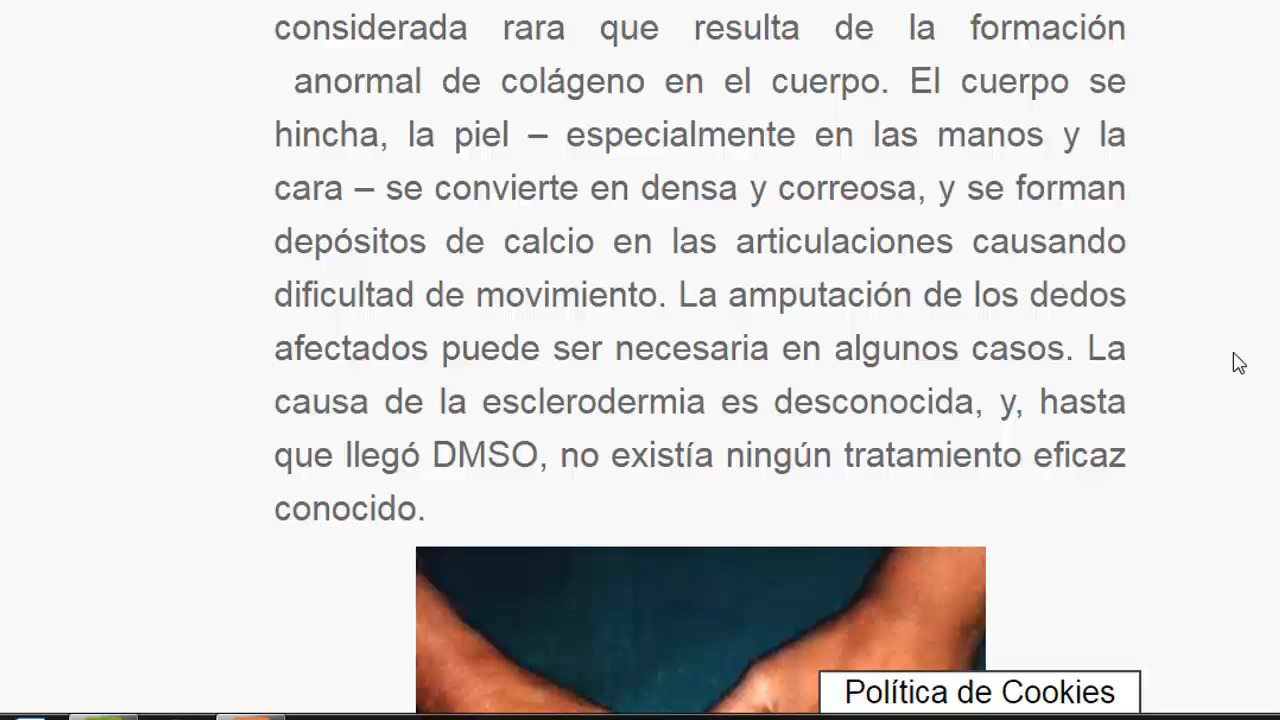 considerada rara que resulta de la formación
anormal de colágeno en el cuerpo. El cuerpo se
hincha, la piel – especialmente en las manos y la
cara – se convierte en densa y correosa, y se forman
depósitos de calcio en las articulaciones causando
dificultad de movimiento. La amputación de los dedos
afectados puede ser necesaria en algunos casos. La
causa de la esclerodermia es desconocida, y, hasta
que llegó DMSO, no existía ningún tratamiento eficaz
conocido.
Política de Cookies